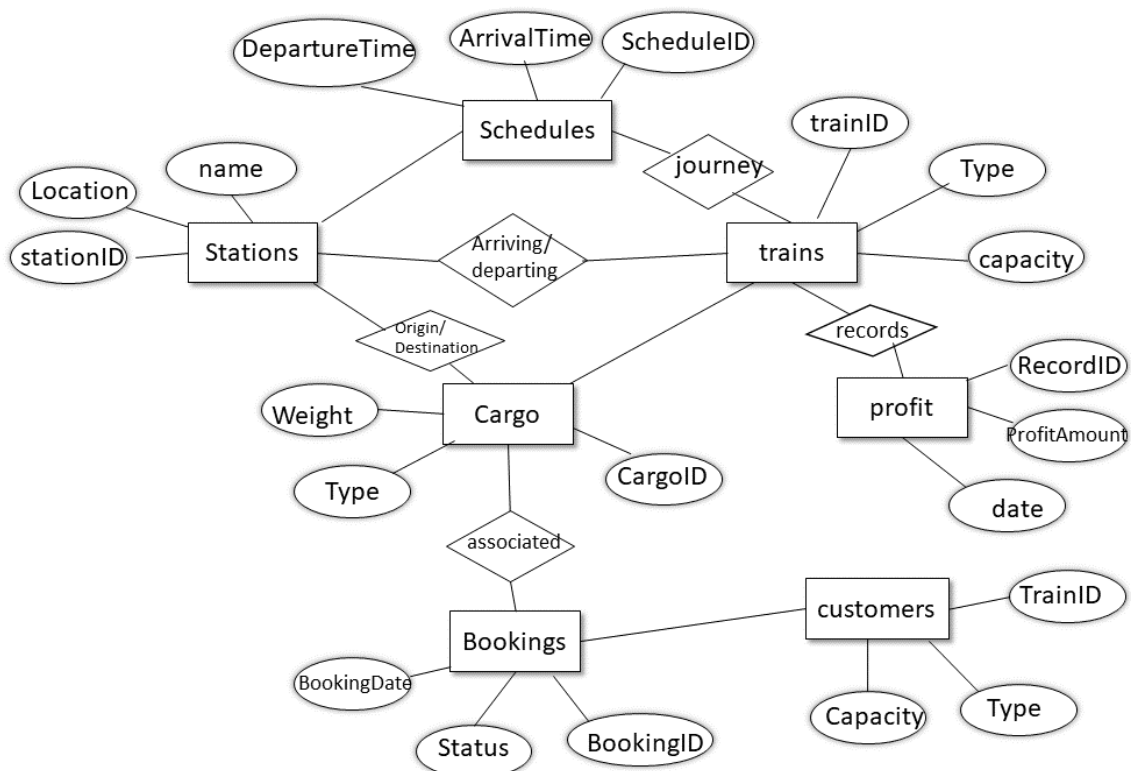 DepartureTime
ArrivalTime
ScheduleID
Schedules
journey
trainID
Type
name
Location
stationID
Stations
Arriving/
departing
trains
capacity
Origin/
Destination
records
RecordID
profit
ProfitAmount
date
Weight
Cargo
Type
CargoID
associated
Bookings
customers
TrainID
BookingDate
Status
BookingID
Capacity
Type